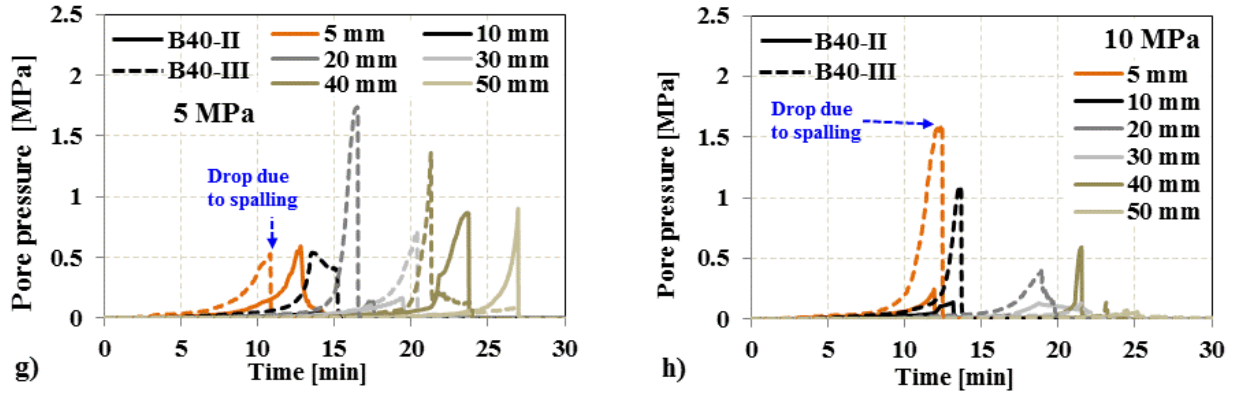 2.5
2
1.5
1
0.5
0
Pore pressure [MPa]
B40-II
B40-III
5 mm
10 mm
20 mm
30 mm
40 mm
50 mm
5 MPa
Drop due
to spalling
0 5 10 15 20 25 30
Time [min]
g)
2.5
2
1.5
1
0.5
0
Pore pressure [MPa]
B40-II
B40-III
10 MPa
5 mm
10 mm
20 mm
30 mm
40 mm
50 mm
Drop due
to spalling
0 5 10 15 20 25 30
Time [min]
h)